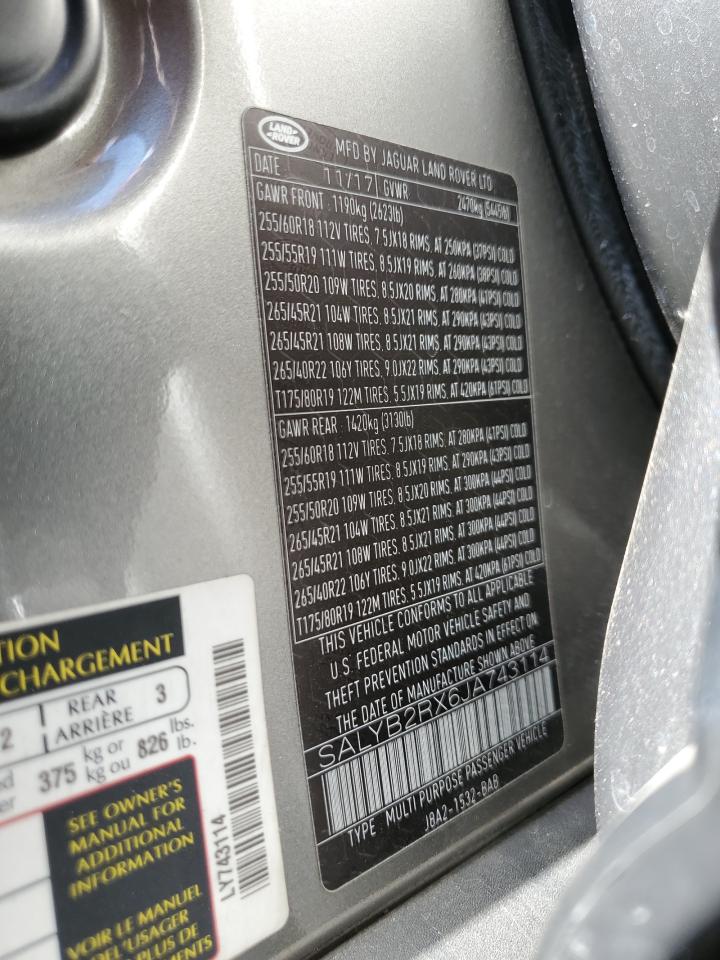 LAND
ROVER
MFD BY JAGUAR LAND ROVER LTD
DATE 11/17 GVWR 2470kg (5445lb)
GAWR FRONT : 1190kg (2623lb)
255/60R18 112V TIRES, 7.5JX18 RIMS, AT 250KPA (37PSI) COLD
255/55R19 111W TIRES, 8.5JX19 RIMS, AT 260KPA (38PSI) COLD
255/50R20 109W TIRES, 8.5JX20 RIMS, AT 280KPA (41PSI) COLD
265/45R21 104W TIRES, 8.5JX21 RIMS, AT 290KPA (43PSI) COLD
265/45R21 108W TIRES, 8.5JX21 RIMS, AT 290KPA (43PSI) COLD
265/40R22 106Y TIRES, 9.0JX22 RIMS, AT 290KPA (43PSI) COLD
T175/80R19 122M TIRES, 5.5JX19 RIMS, AT 420KPA (61PSI) COLD
GAWR REAR : 1420kg (3130lb)
255/60R18 112V TIRES, 7.5JX18 RIMS, AT 280KPA (41PSI) COLD
255/55R19 111W TIRES, 8.5JX19 RIMS, AT 290KPA (43PSI) COLD
255/50R20 109W TIRES, 8.5JX20 RIMS, AT 300KPA (44PSI) COLD
265/45R21 104W TIRES, 8.5JX21 RIMS, AT 300KPA (44PSI) COLD
265/45R21 108W TIRES, 8.5JX21 RIMS, AT 300KPA (44PSI) COLD
265/40R22 106Y TIRES, 9.0JX22 RIMS, AT 300KPA (44PSI) COLD
T175/80R19 122M TIRES, 5.5JX19 RIMS, AT 420KPA (61PSI) COLD
THIS VEHICLE CONFORMS TO ALL APPLICABLE
U.S. FEDERAL MOTOR VEHICLE SAFETY AND
THEFT PREVENTION STANDARDS IN EFFECT ON
THE DATE OF MANUFACTURE SHOWN ABOVE
SALYB2RX6JA743114
TYPE : MULTI PURPOSE PASSENGER VEHICLE
J8A2-1532-BAB
TION
CHARGEMENT
2 REAR 3
ARRIÈRE
375 kg or 826 lbs.
kg ou lb.
SEE OWNER'S
MANUAL FOR
ADDITIONAL
INFORMATION
VOIR LE MANUEL
DE L'USAGER
PLUS DE
LY743114